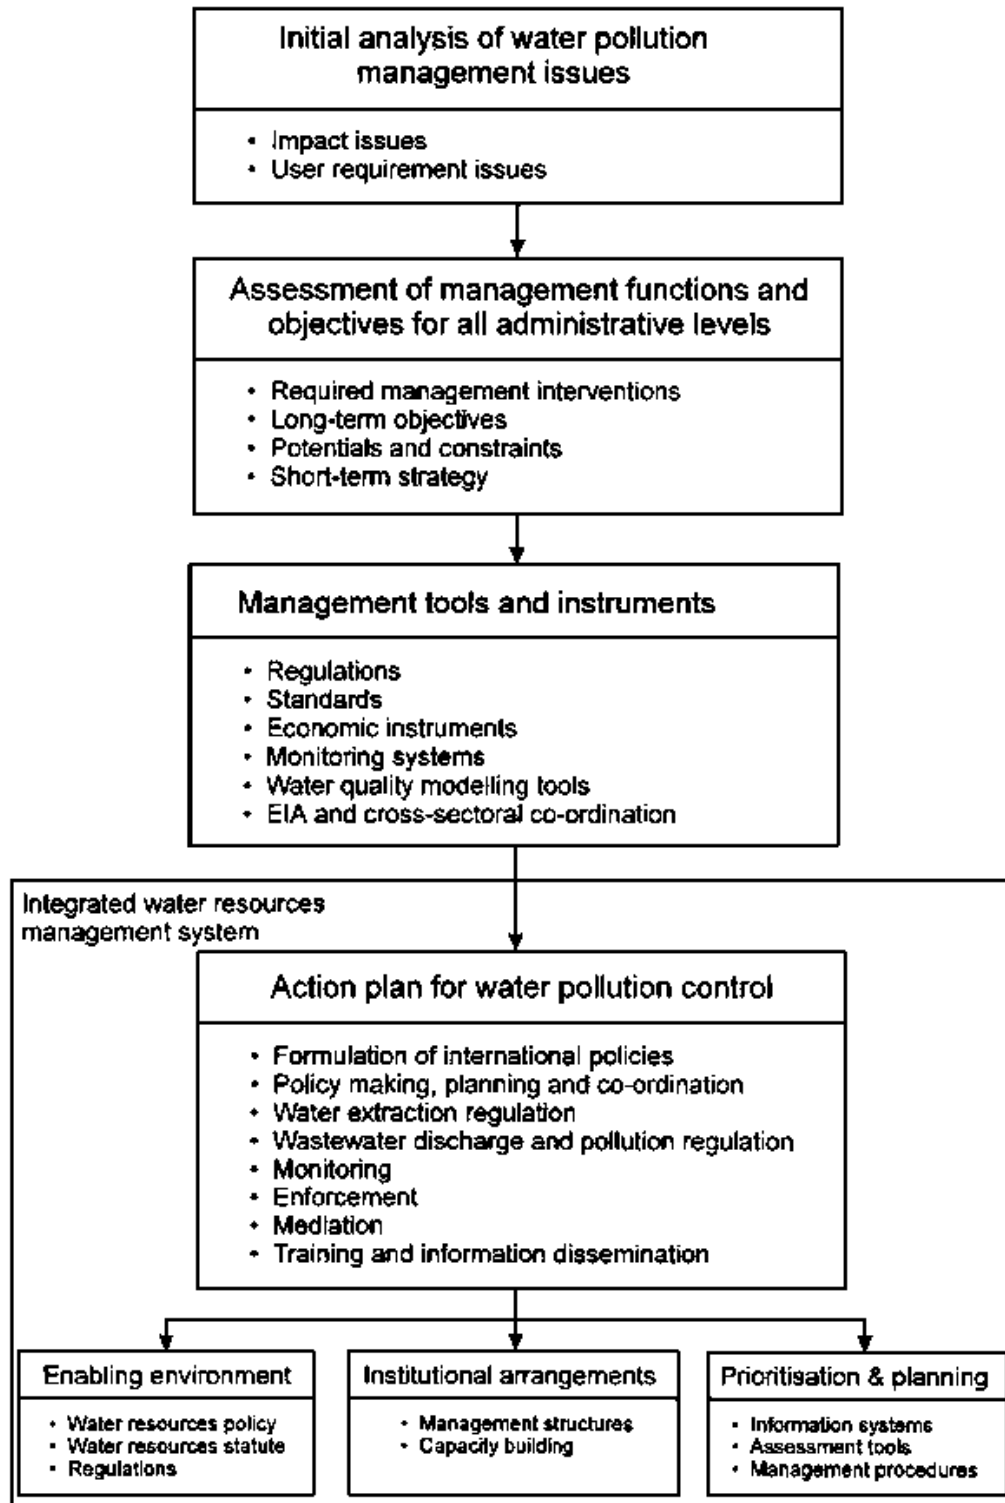 Initial analysis of water pollution
management issues
• Impact issues
• User requirement issues
Assessment of management functions and
objectives for all administrative levels
• Required management interventions
• Long-term objectives
• Potentials and constraints
• Short-term strategy
Management tools and instruments
• Regulations
• Standards
• Economic instruments
• Monitoring systems
• Water quality modelling tools
• EIA and cross-sectoral co-ordination
Integrated water resources
management system
Action plan for water pollution control
• Formulation of international policies
• Policy making, planning and co-ordination
• Water extraction regulation
• Wastewater discharge and pollution regulation
• Monitoring
• Enforcement
• Mediation
• Training and information dissemination
Enabling environment
• Water resources policy
• Water resources statute
• Regulations
Institutional arrangements
• Management structures
• Capacity building
Prioritisation & planning
• Information systems
• Assessment tools
• Management procedures